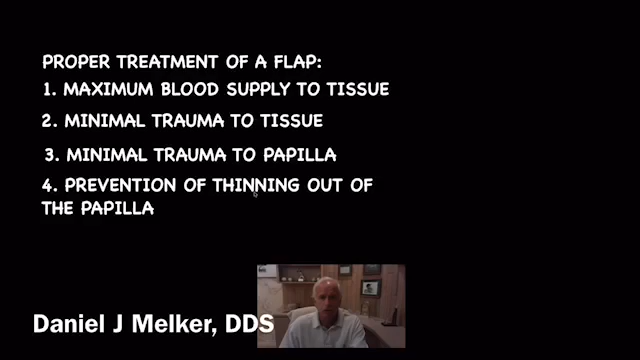 PROPER TREATMENT OF A FLAP:
1. MAXIMUM BLOOD SUPPLY TO TISSUE
2. MINIMAL TRAUMA TO TISSUE
3. MINIMAL TRAUMA TO PAPILLA
4. PREVENTION OF THINNING OUT OF
THE PAPILLA
Daniel J Melker, DDS